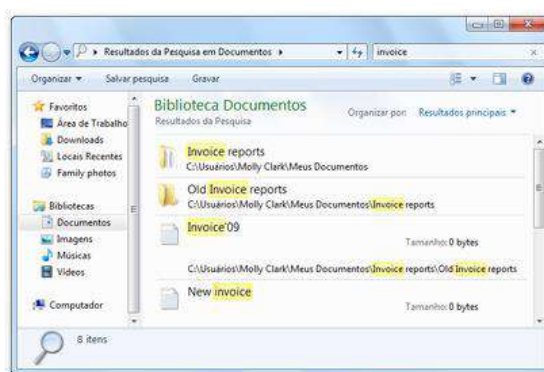 Resultados da Pesquisa em Documentos
invoice
Organizar
Salvar pesquisa
Gravar
Favoritos
Área de Trabalho
Downloads
Locais Recentes
Family photos
Bibliotecas
Documentos
Imagens
Músicas
Vídeos
Computador
Biblioteca Documentos
Resultados da Pesquisa
Organizar por: Resultados principais
Invoice reports
C:\Usuários\Molly Clark\Meus Documentos
Old Invoice reports
C:\Usuários\Molly Clark\Meus Documentos\Invoice reports
Invoice'09
Tamanho: 0 bytes
C:\Usuários\Molly Clark\Meus Documentos\Invoice reports\Old Invoice reports
New invoice
Tamanho: 0 bytes
8 itens